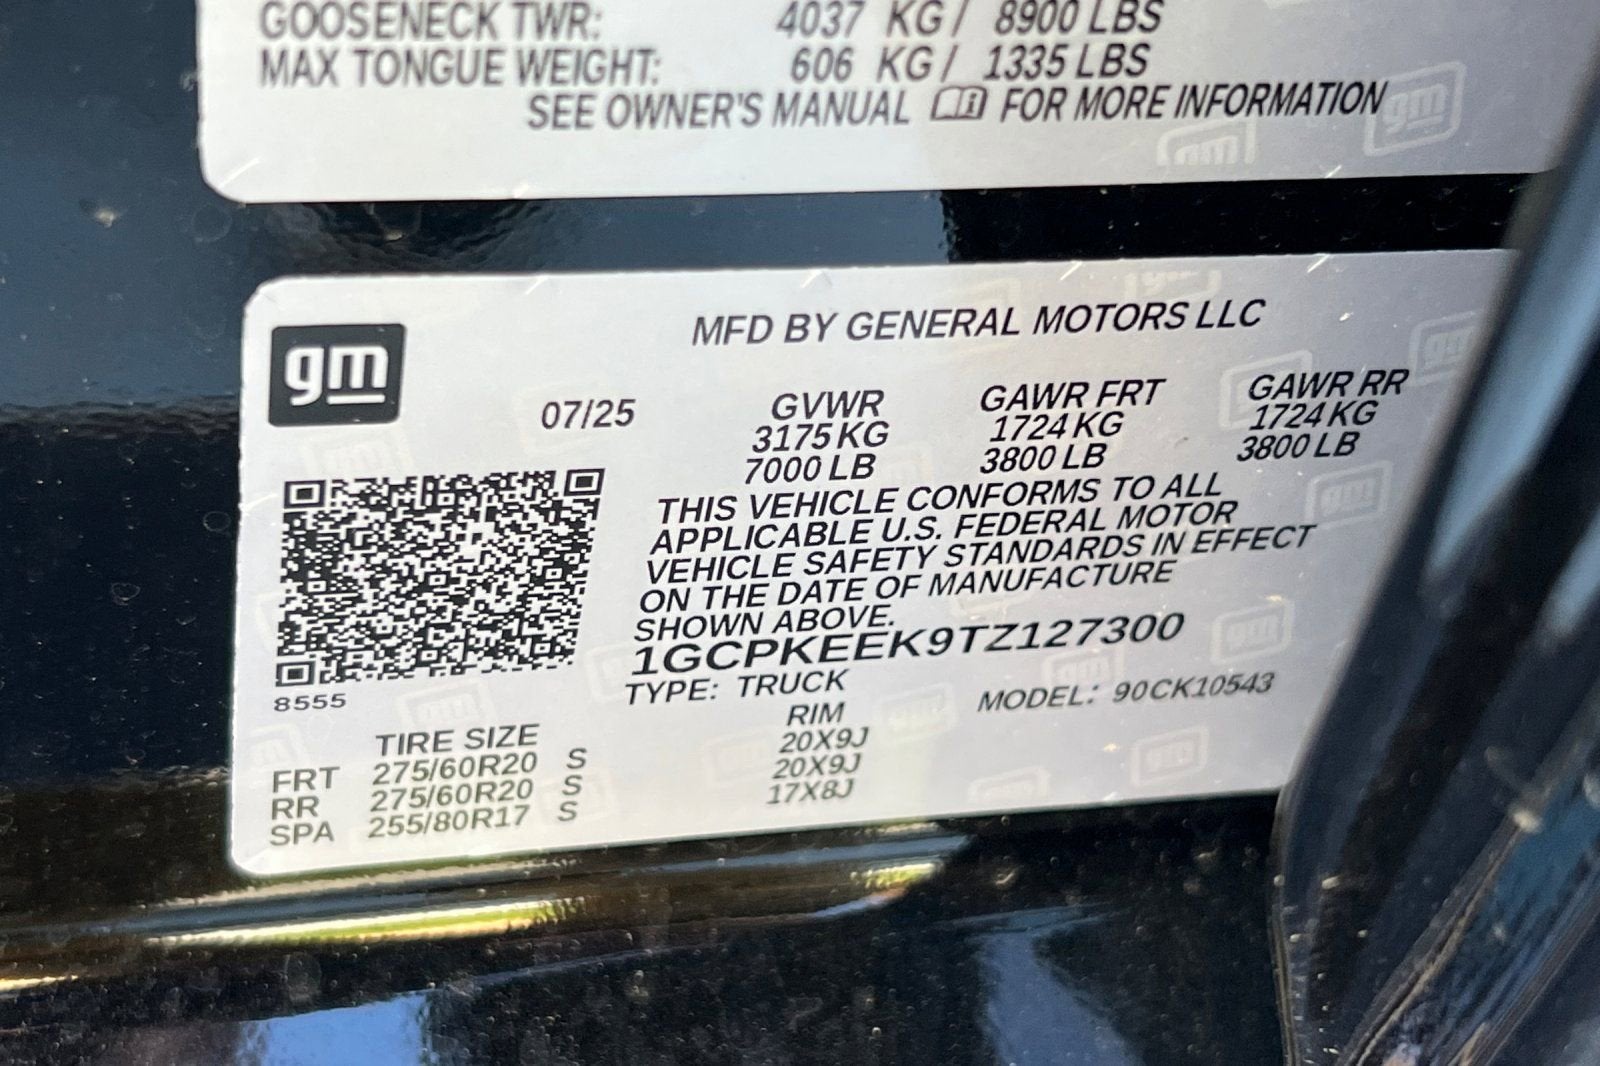 GOOSENECK TWR: 4037 KG / 8900 LBS
MAX TONGUE WEIGHT: 606 KG / 1335 LBS
SEE OWNER'S MANUAL FOR MORE INFORMATION
gm
MFD BY GENERAL MOTORS LLC
07/25 GVWR GAWR FRT GAWR RR
3175 KG 1724 KG 1724 KG
7000 LB 3800 LB 3800 LB
THIS VEHICLE CONFORMS TO ALL
APPLICABLE U.S. FEDERAL MOTOR
VEHICLE SAFETY STANDARDS IN EFFECT
ON THE DATE OF MANUFACTURE
SHOWN ABOVE.
1GCPKEEK9TZ127300
8555
TYPE: TRUCK MODEL: 90CK10543
TIRE SIZE RIM
FRT 275/60R20 S 20X9J
RR 275/60R20 S 20X9J
SPA 255/80R17 S 17X8J